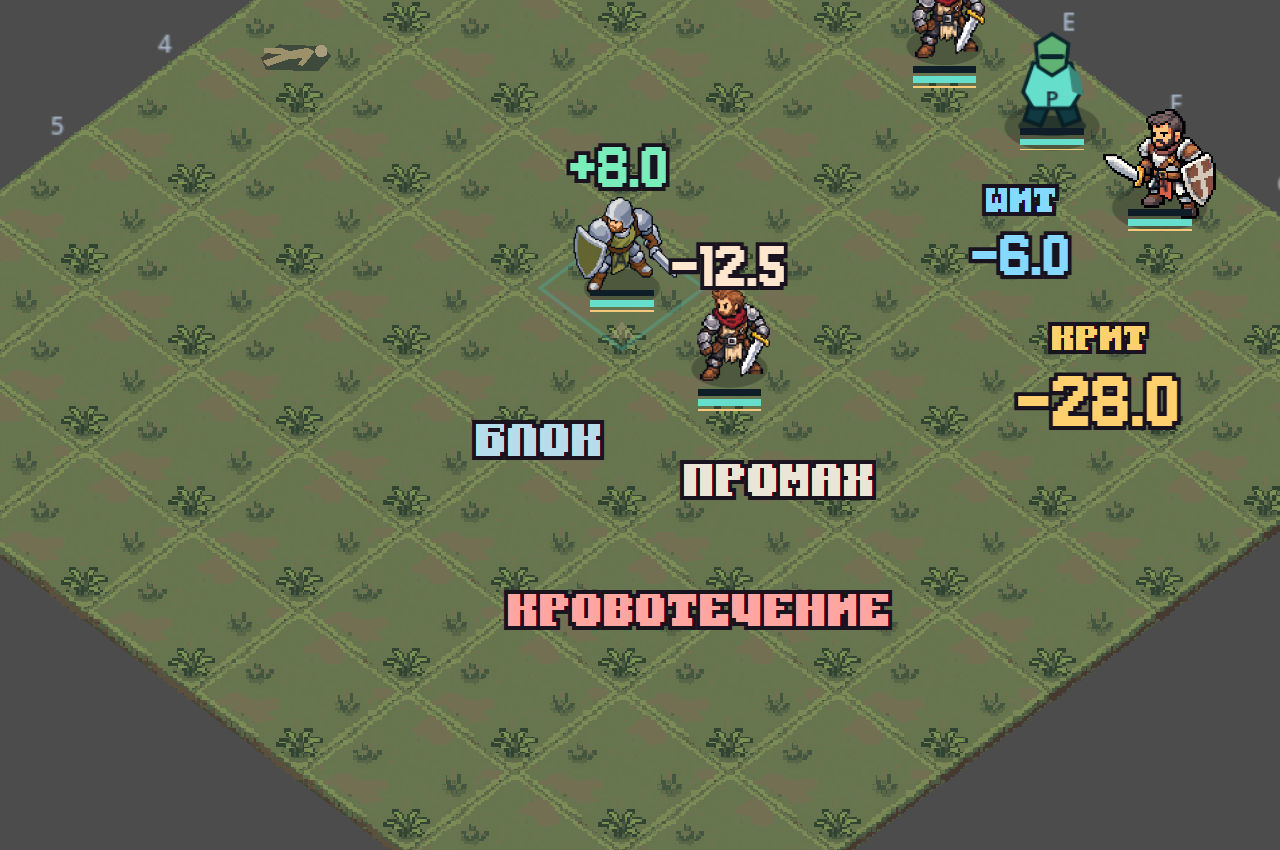 E
4
P
F
5
+8.0
ЩИТ
-6.0
-12.5
КРИТ
-28.0
БЛОК
ПРОМАХ
КРОВОТЕЧЕНИЕ